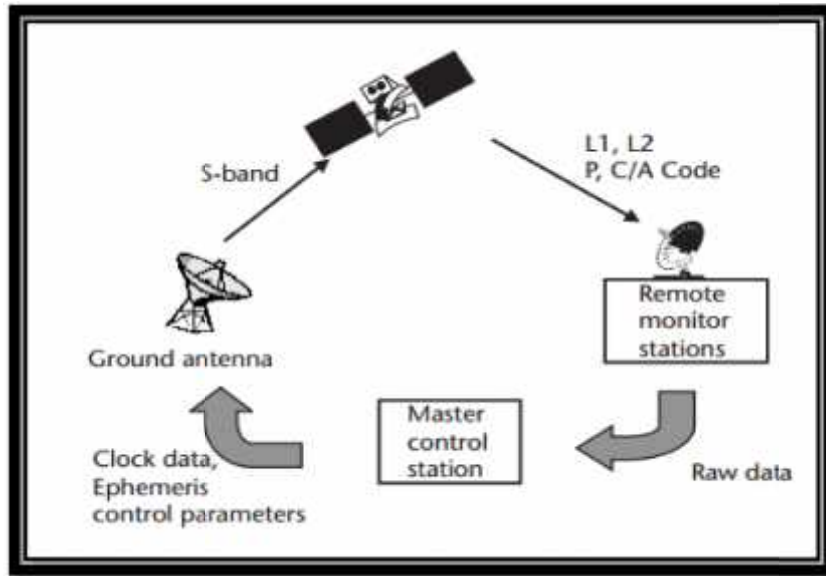 S-band
L1, L2
P, C/A Code
Ground antenna
Remote
monitor
stations
Master
control
station
Clock data,
Ephemeris
control parameters
Raw data